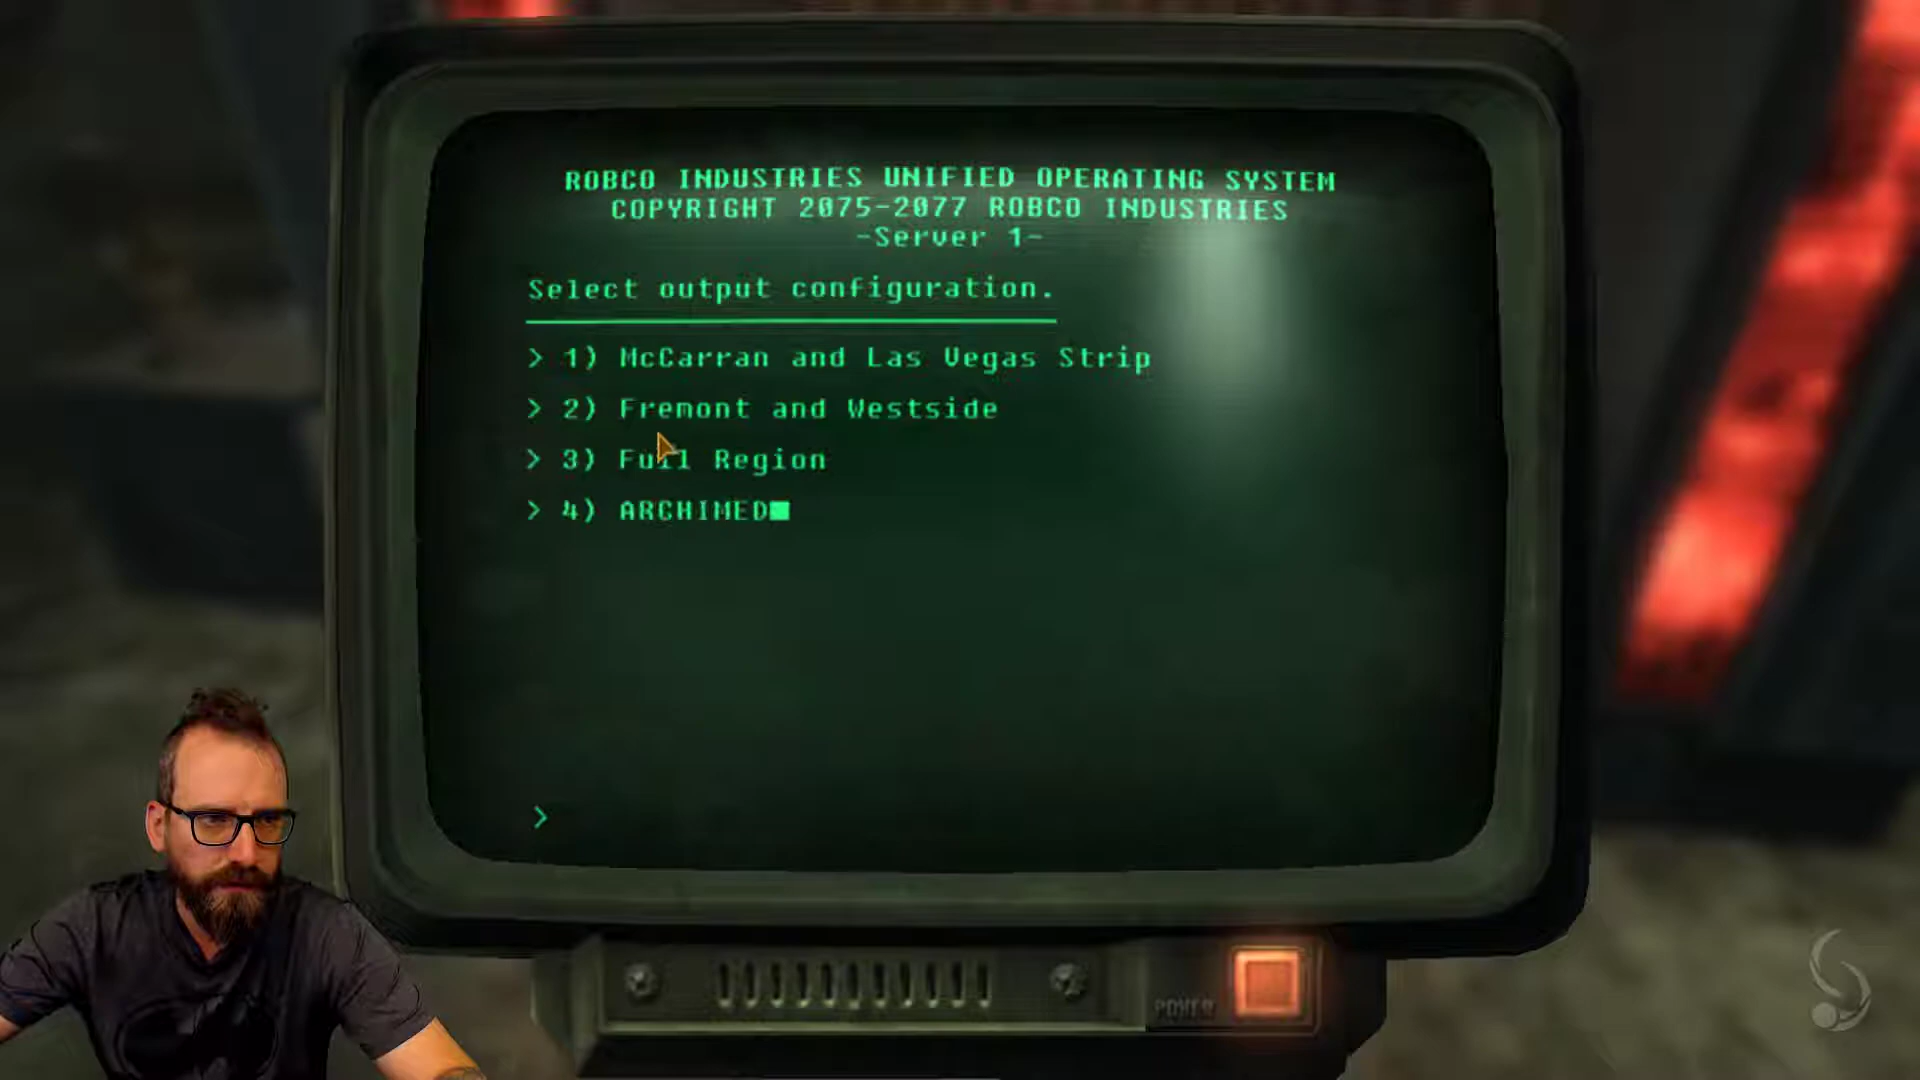 ROBCO INDUSTRIES UNIFIED OPERATING SYSTEM
COPYRIGHT 2075-2077 ROBCO INDUSTRIES
-Server 1-
Select output configuration.
> 1) McCarran and Las Vegas Strip
> 2) Fremont and Westside
> 3) Full Region
> 4) ARCHIMED
>
POWER